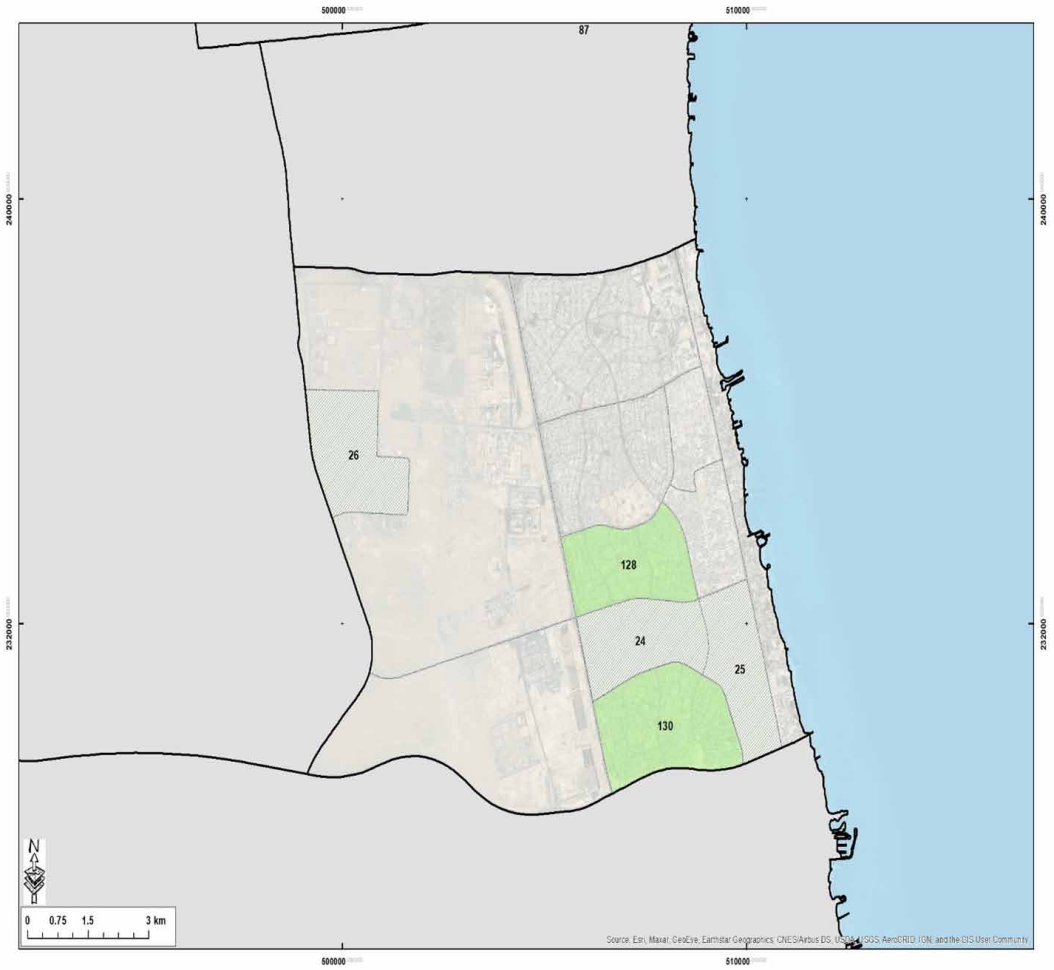 500000 510000
87
240000 240000
26
128
232000 24 232000
25
130
N
0 0.75 1.5 3 km
Source: Esri, Maxar, GeoEye, Earthstar Geographics, CNES/Airbus DS, USDA, USGS, AeroGRID, IGN, and the GIS User Community
500000 510000